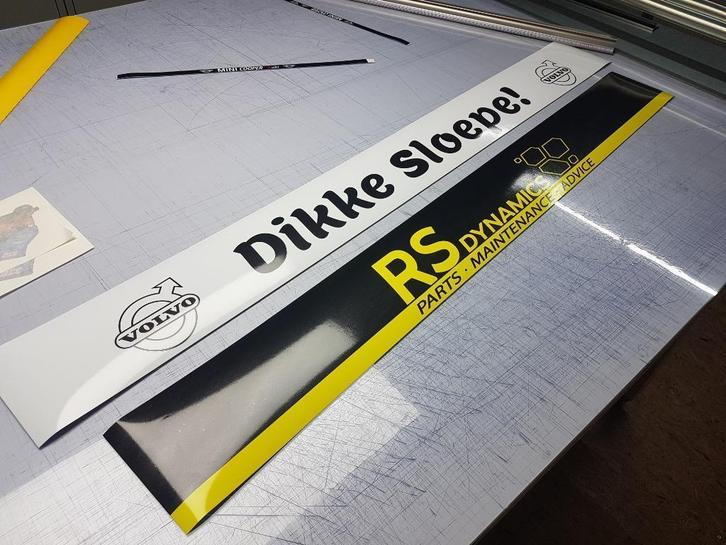 MINI COOPER
VOLVO
Dikke Sloepe!
VOLVO
RS DYNAMICS
PARTS · MAINTENANCE · ADVICE